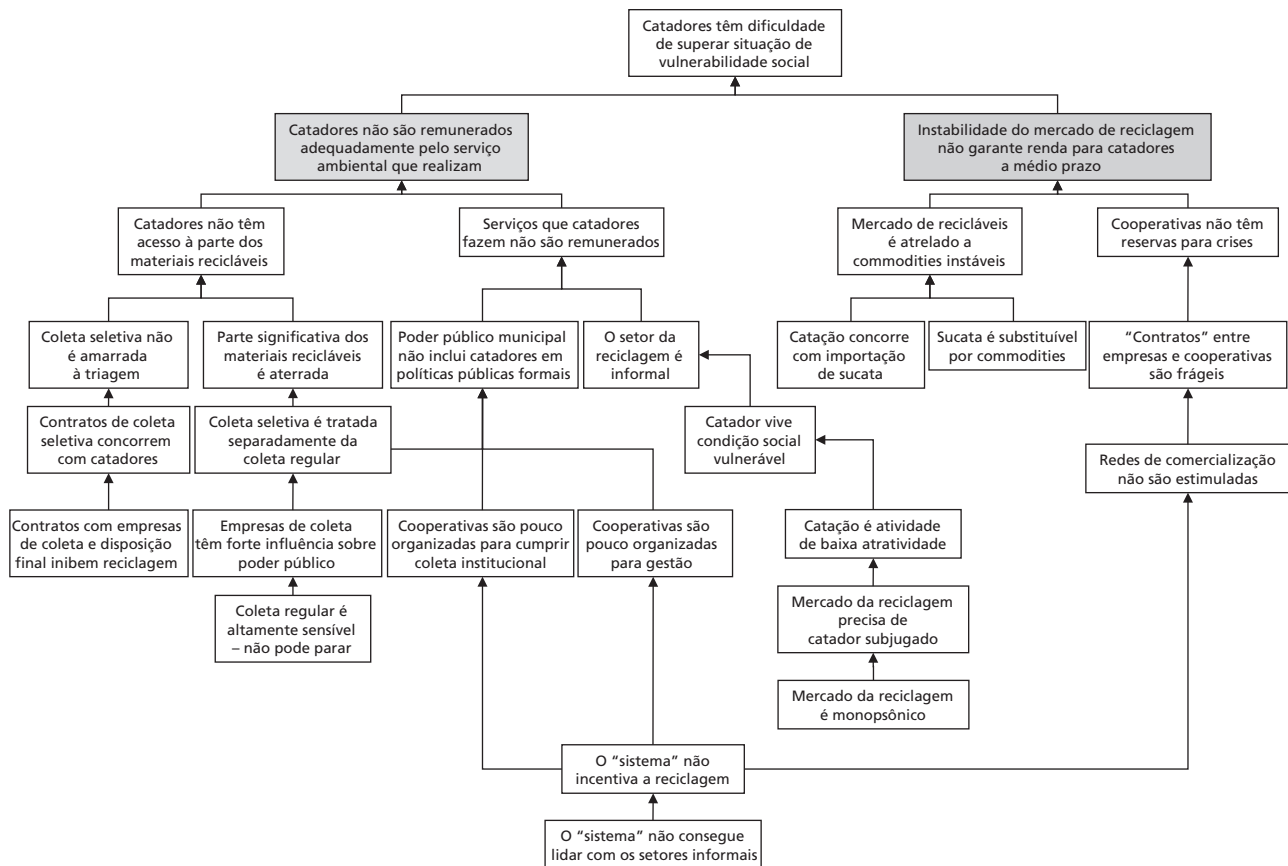 Catadores têm dificuldade
de superar situação de
vulnerabilidade social
Catadores não são remunerados
adequadamente pelo serviço
ambiental que realizam
Instabilidade do mercado de reciclagem
não garante renda para catadores
a médio prazo
Catadores não têm
acesso à parte dos
materiais recicláveis
Serviços que catadores
fazem não são remunerados
Mercado de recicláveis
é atrelado a
commodities instáveis
Cooperativas não têm
reservas para crises
Coleta seletiva não
é amarrada
à triagem
Parte significativa dos
materiais recicláveis
é aterrada
Poder público municipal
não inclui catadores em
políticas públicas formais
O setor da
reciclagem é
informal
Catação concorre
com importação
de sucata
Sucata é substituível
por commodities
“Contratos” entre
empresas e cooperativas
são frágeis
Contratos de coleta
seletiva concorrem
com catadores
Coleta seletiva é tratada
separadamente da
coleta regular
Catador vive
condição social
vulnerável
Redes de comercialização
não são estimuladas
Contratos com empresas
de coleta e disposição
final inibem reciclagem
Empresas de coleta
têm forte influência sobre
poder público
Cooperativas são pouco
organizadas para cumprir
coleta institucional
Cooperativas são
pouco organizadas
para gestão
Catação é atividade
de baixa atratividade
Coleta regular é
altamente sensível
– não pode parar
Mercado da reciclagem
precisa de
catador subjugado
Mercado da reciclagem
é monopsônico
O “sistema” não
incentiva a reciclagem
O “sistema” não consegue
lidar com os setores informais